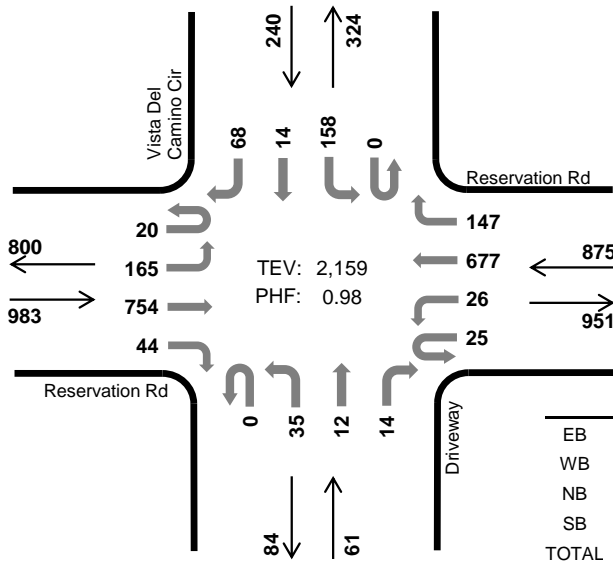 240
324
Vista Del
Camino Cir
68
14
158
0
Reservation Rd
20
147
800
165
TEV: 2,159
677
875
983
754
PHF: 0.98
26
951
44
25
Reservation Rd
0
35
12
14
Driveway
EB
WB
NB
SB
TOTAL
84
61